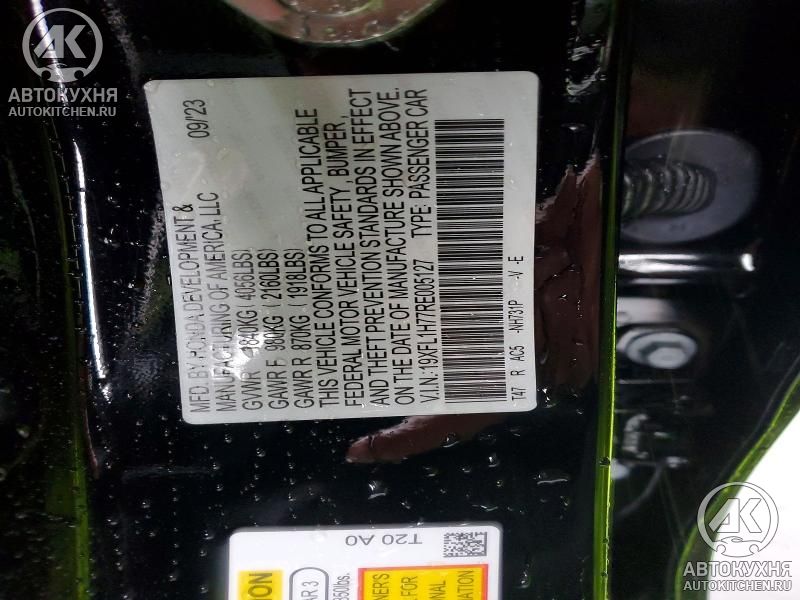 АВТОКУХНЯ
AUTOKITCHEN.RU
MFD. BY HONDA DEVELOPMENT & 09/23
MANUFACTURING OF AMERICA, LLC
GVWR 1840KG( 4056LBS)
GAWR F 980KG ( 2160LBS)
GAWR R 870KG ( 1918LBS)
THIS VEHICLE CONFORMS TO ALL APPLICABLE
FEDERAL MOTOR VEHICLE SAFETY, BUMPER,
AND THEFT PREVENTION STANDARDS IN EFFECT
ON THE DATE OF MANUFACTURE SHOWN ABOVE.
V.I.N.:19XFL1H77RE005127 TYPE: PASSENGER CAR
T47 R AC5 -NH731P -V -E
T20 A0
АВТОКУХНЯ
AUTOKITCHEN.RU